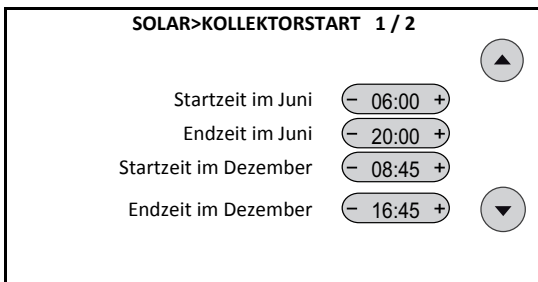 SOLAR>KOLLEKTORSTART 1 / 2
Startzeit im Juni - 06:00 +
Endzeit im Juni - 20:00 +
Startzeit im Dezember - 08:45 +
Endzeit im Dezember - 16:45 +